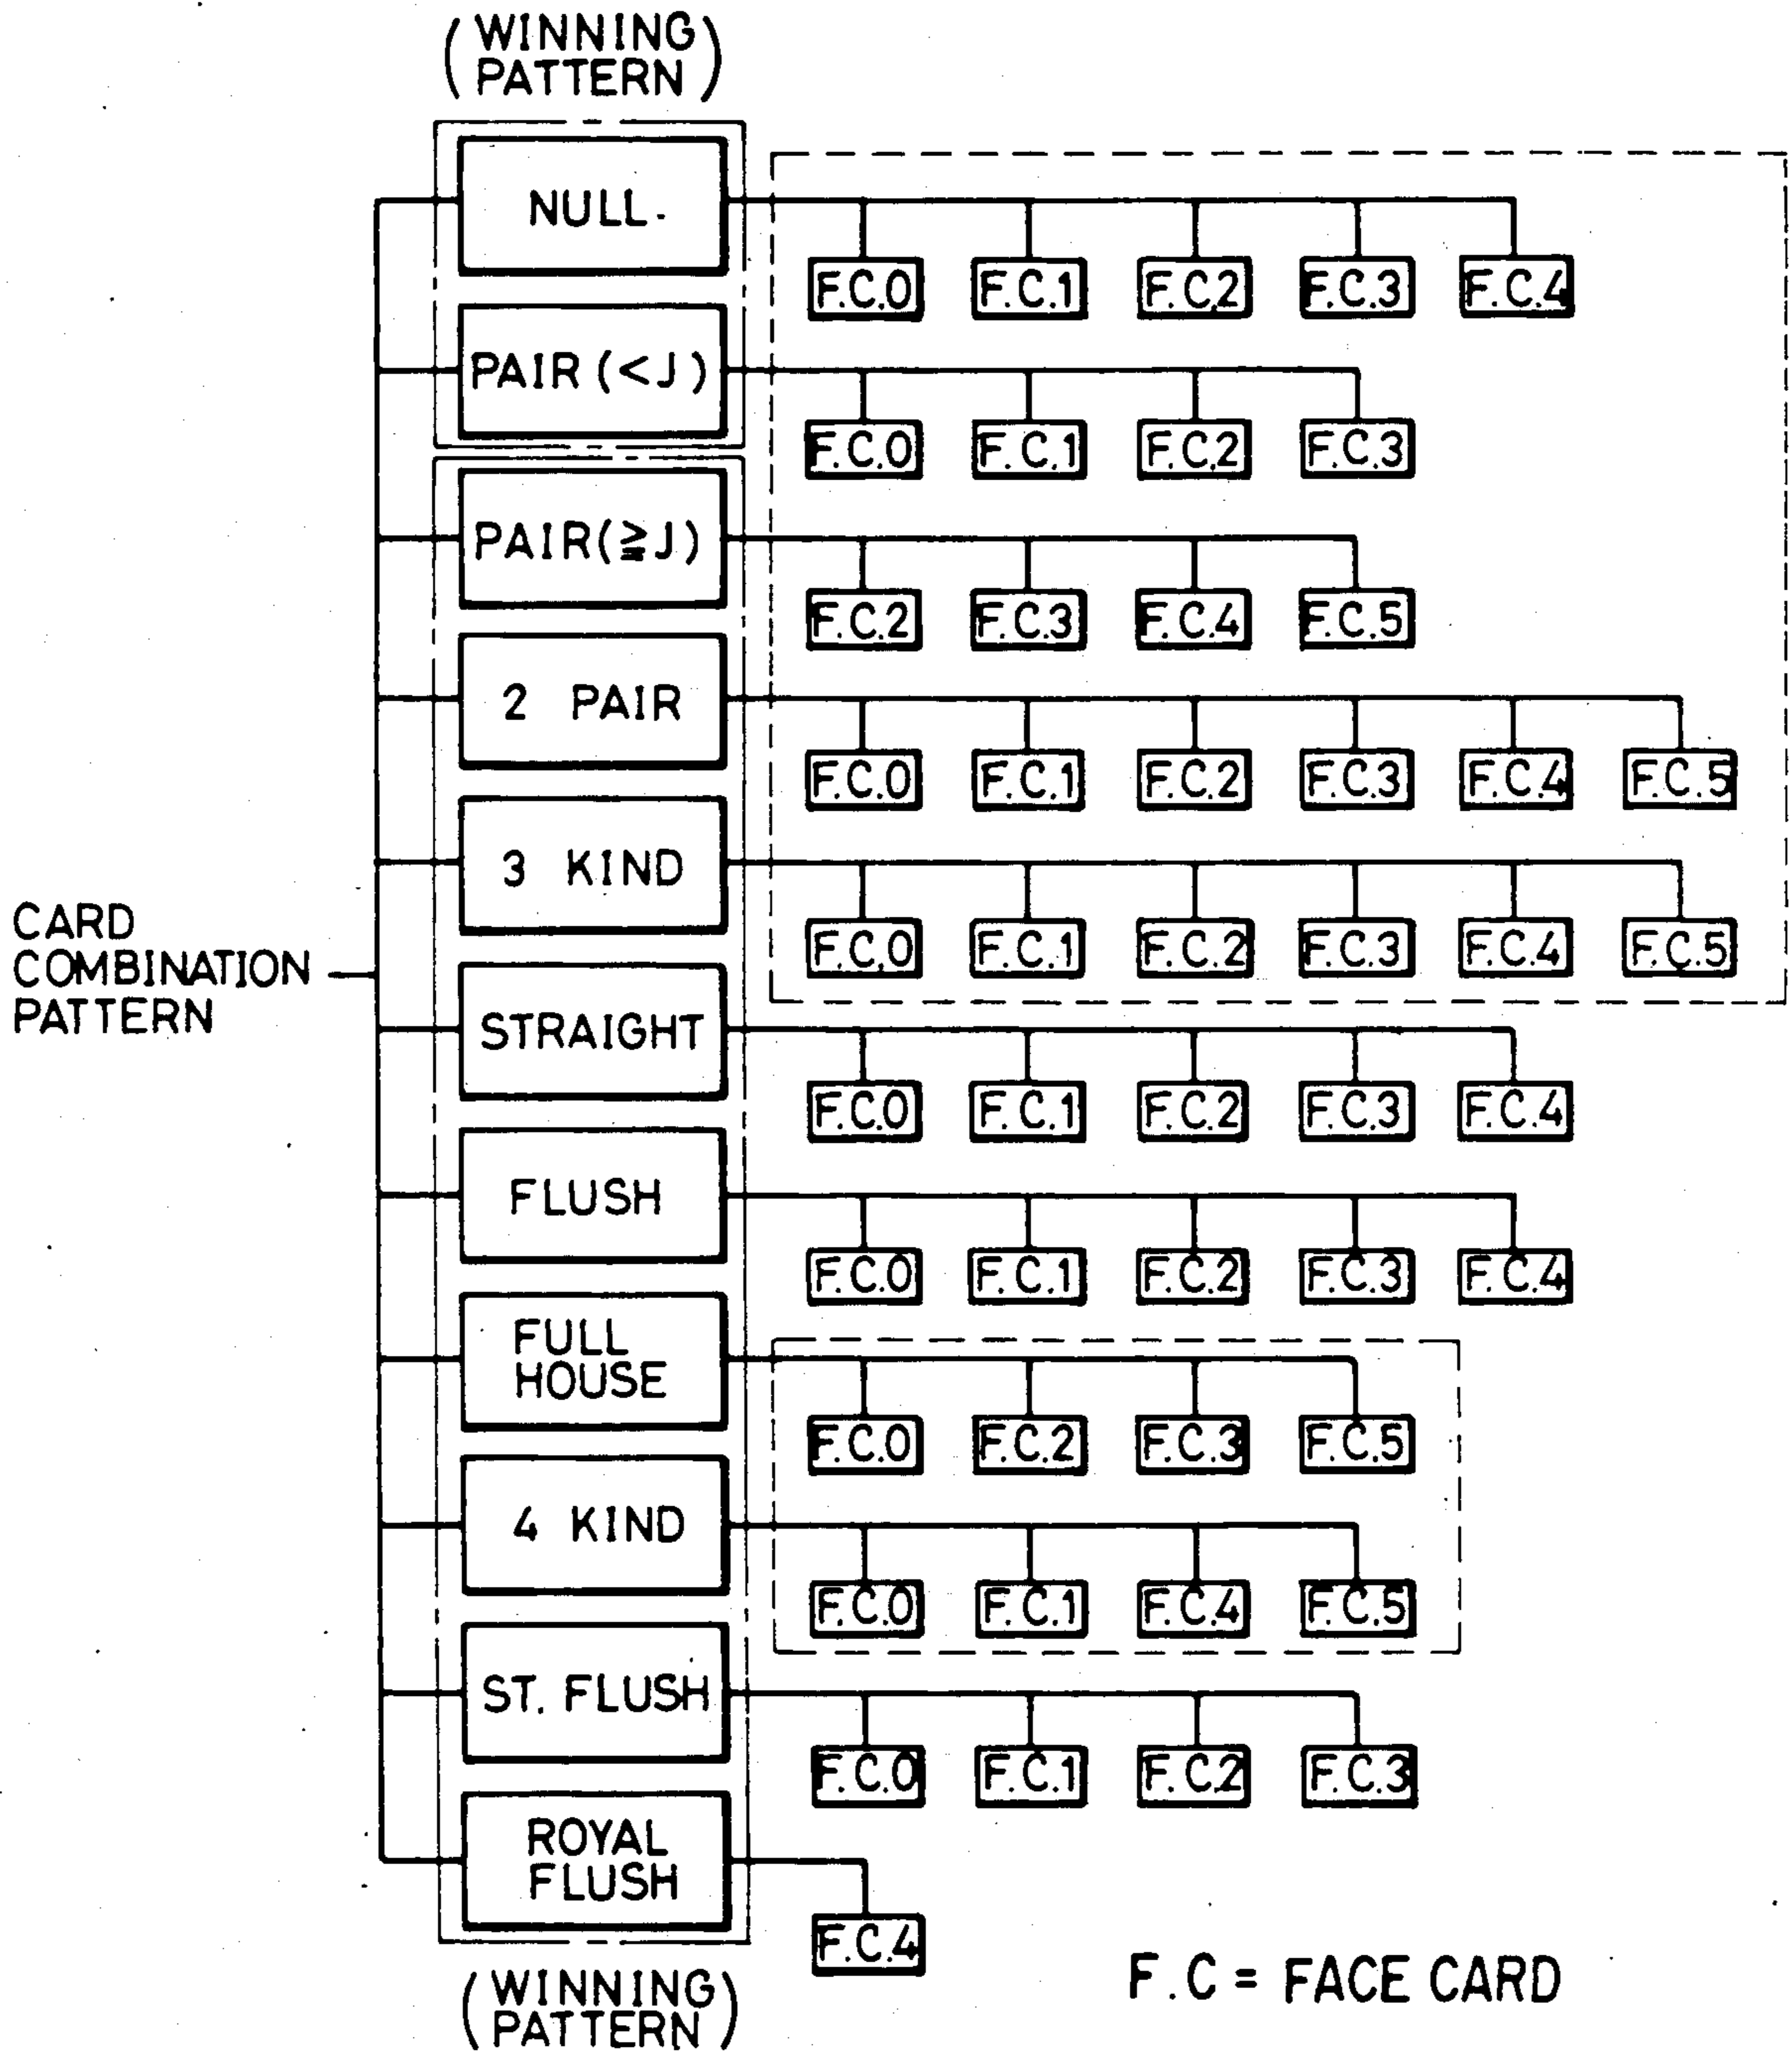 (WINNING
PATTERN)
NULL.
F.C.0 F.C.1 F.C.2 F.C.3 F.C.4
PAIR (<J)
F.C.0 F.C.1 F.C.2 F.C.3
PAIR(≧J)
F.C.2 F.C.3 F.C.4 F.C.5
2 PAIR
F.C.0 F.C.1 F.C.2 F.C.3 F.C.4 F.C.5
3 KIND
F.C.0 F.C.1 F.C.2 F.C.3 F.C.4 F.C.5
CARD
COMBINATION
PATTERN
STRAIGHT
F.C.0 F.C.1 F.C.2 F.C.3 F.C.4
FLUSH
F.C.0 F.C.1 F.C.2 F.C.3 F.C.4
FULL
HOUSE
F.C.0 F.C.2 F.C.3 F.C.5
4 KIND
F.C.0 F.C.1 F.C.4 F.C.5
ST. FLUSH
F.C.0 F.C.1 F.C.2 F.C.3
ROYAL
FLUSH
F.C.4
F.C = FACE CARD
(WINNING
PATTERN)